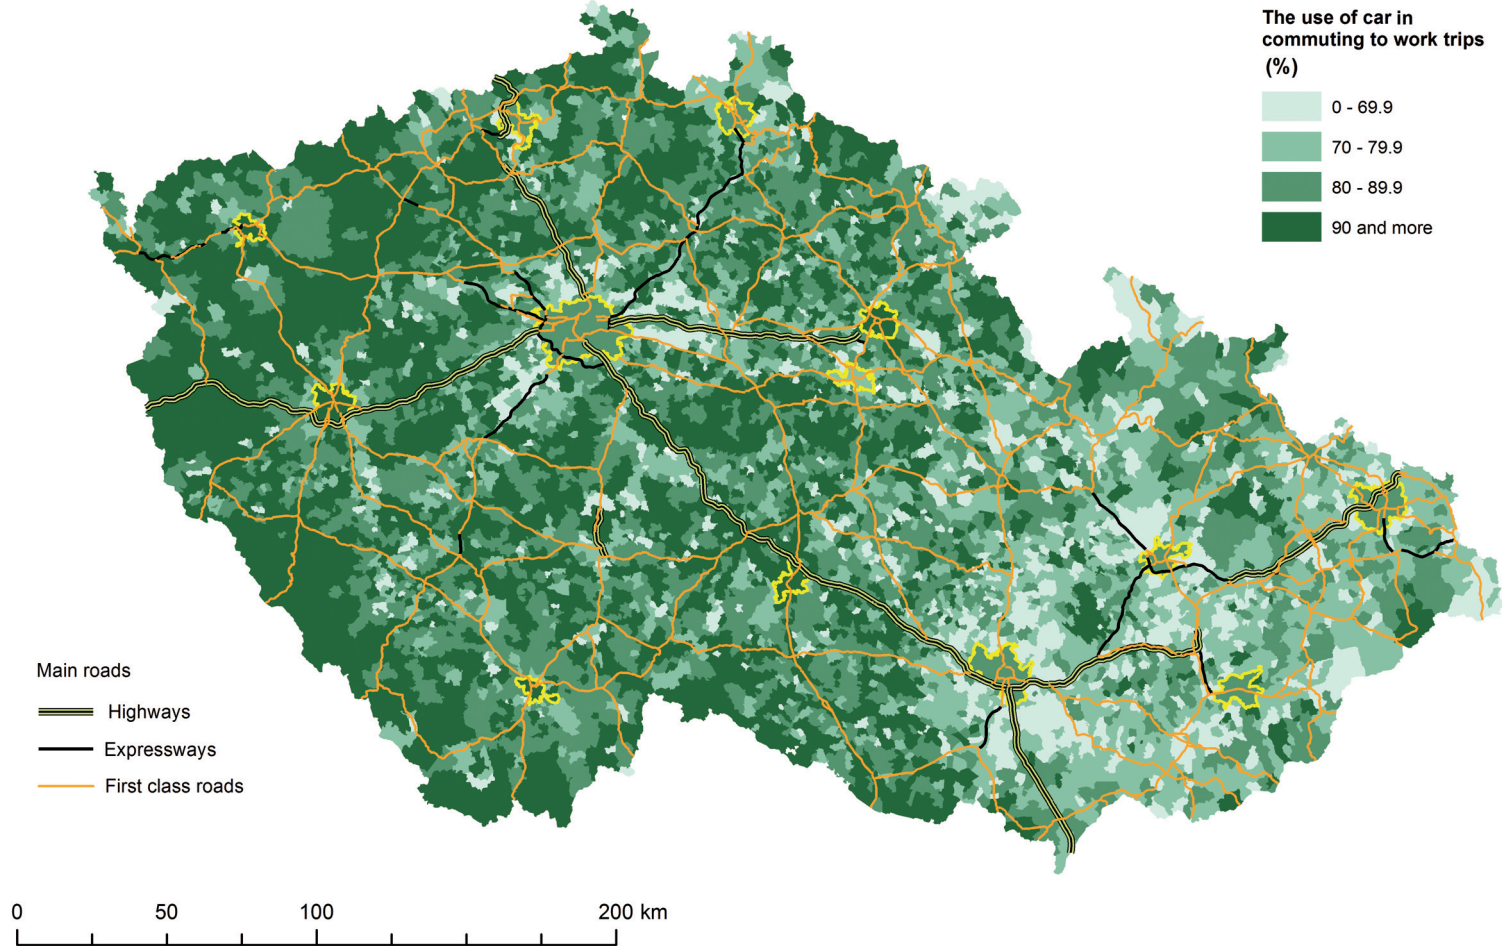 The use of car in
commuting to work trips
(%)
0 - 69.9
70 - 79.9
80 - 89.9
90 and more
Main roads
Highways
Expressways
First class roads
0 50 100 200 km